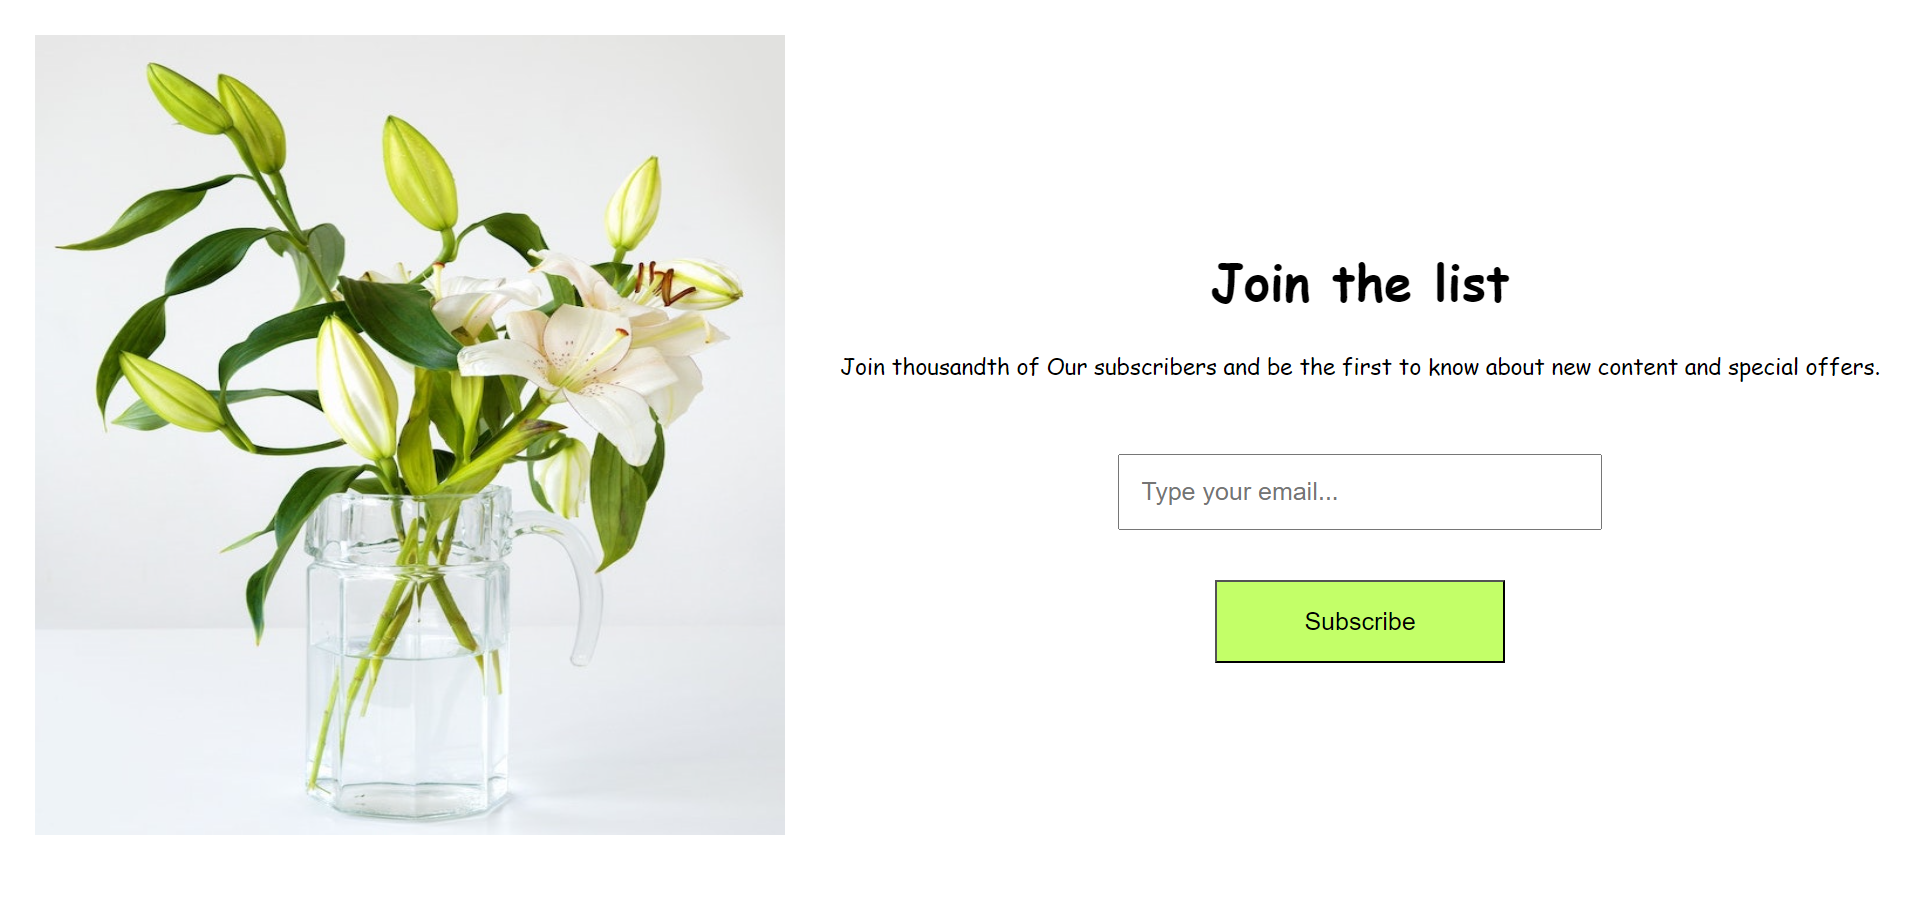 Join the list
Join thousandth of Our subscribers and be the first to know about new content and special offers.
Type your email...
Subscribe